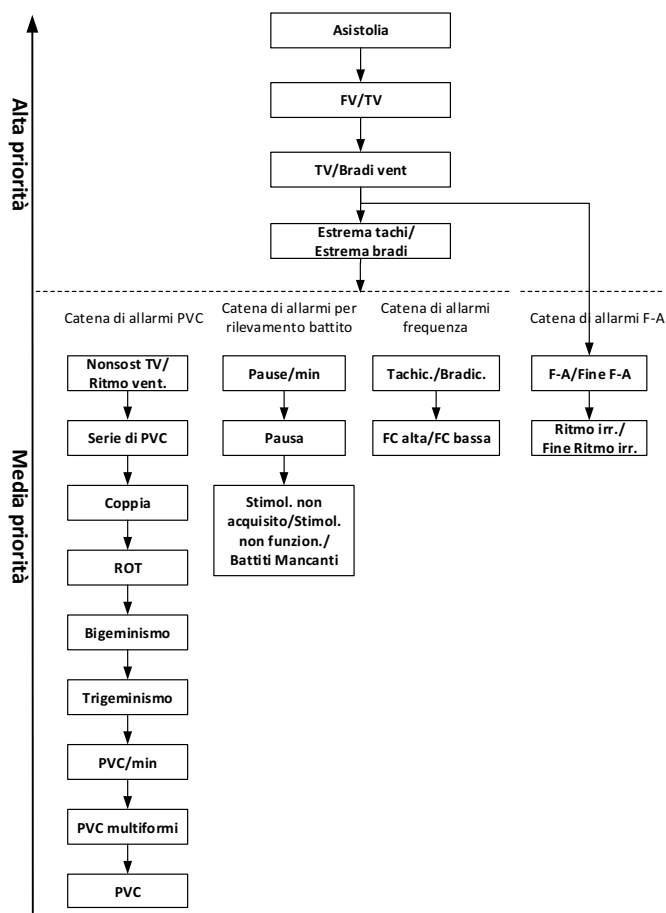 Alta priorità
Asistolia
FV/TV
TV/Bradi vent
Estrema tachi/
Estrema bradi
Media priorità
Catena di allarmi PVC
Nonsost TV/
Ritmo vent.
Serie di PVC
Coppia
ROT
Bigeminismo
Trigeminismo
PVC/min
PVC multiformi
PVC
Catena di allarmi per
rilevamento battito
Pause/min
Pausa
Stimol. non
acquisito/Stimol.
non funzion./
Battiti Mancanti
Catena di allarmi
frequenza
Tachic./Bradic.
FC alta/FC bassa
Catena di allarmi F-A
F-A/Fine F-A
Ritmo irr./
Fine Ritmo irr.